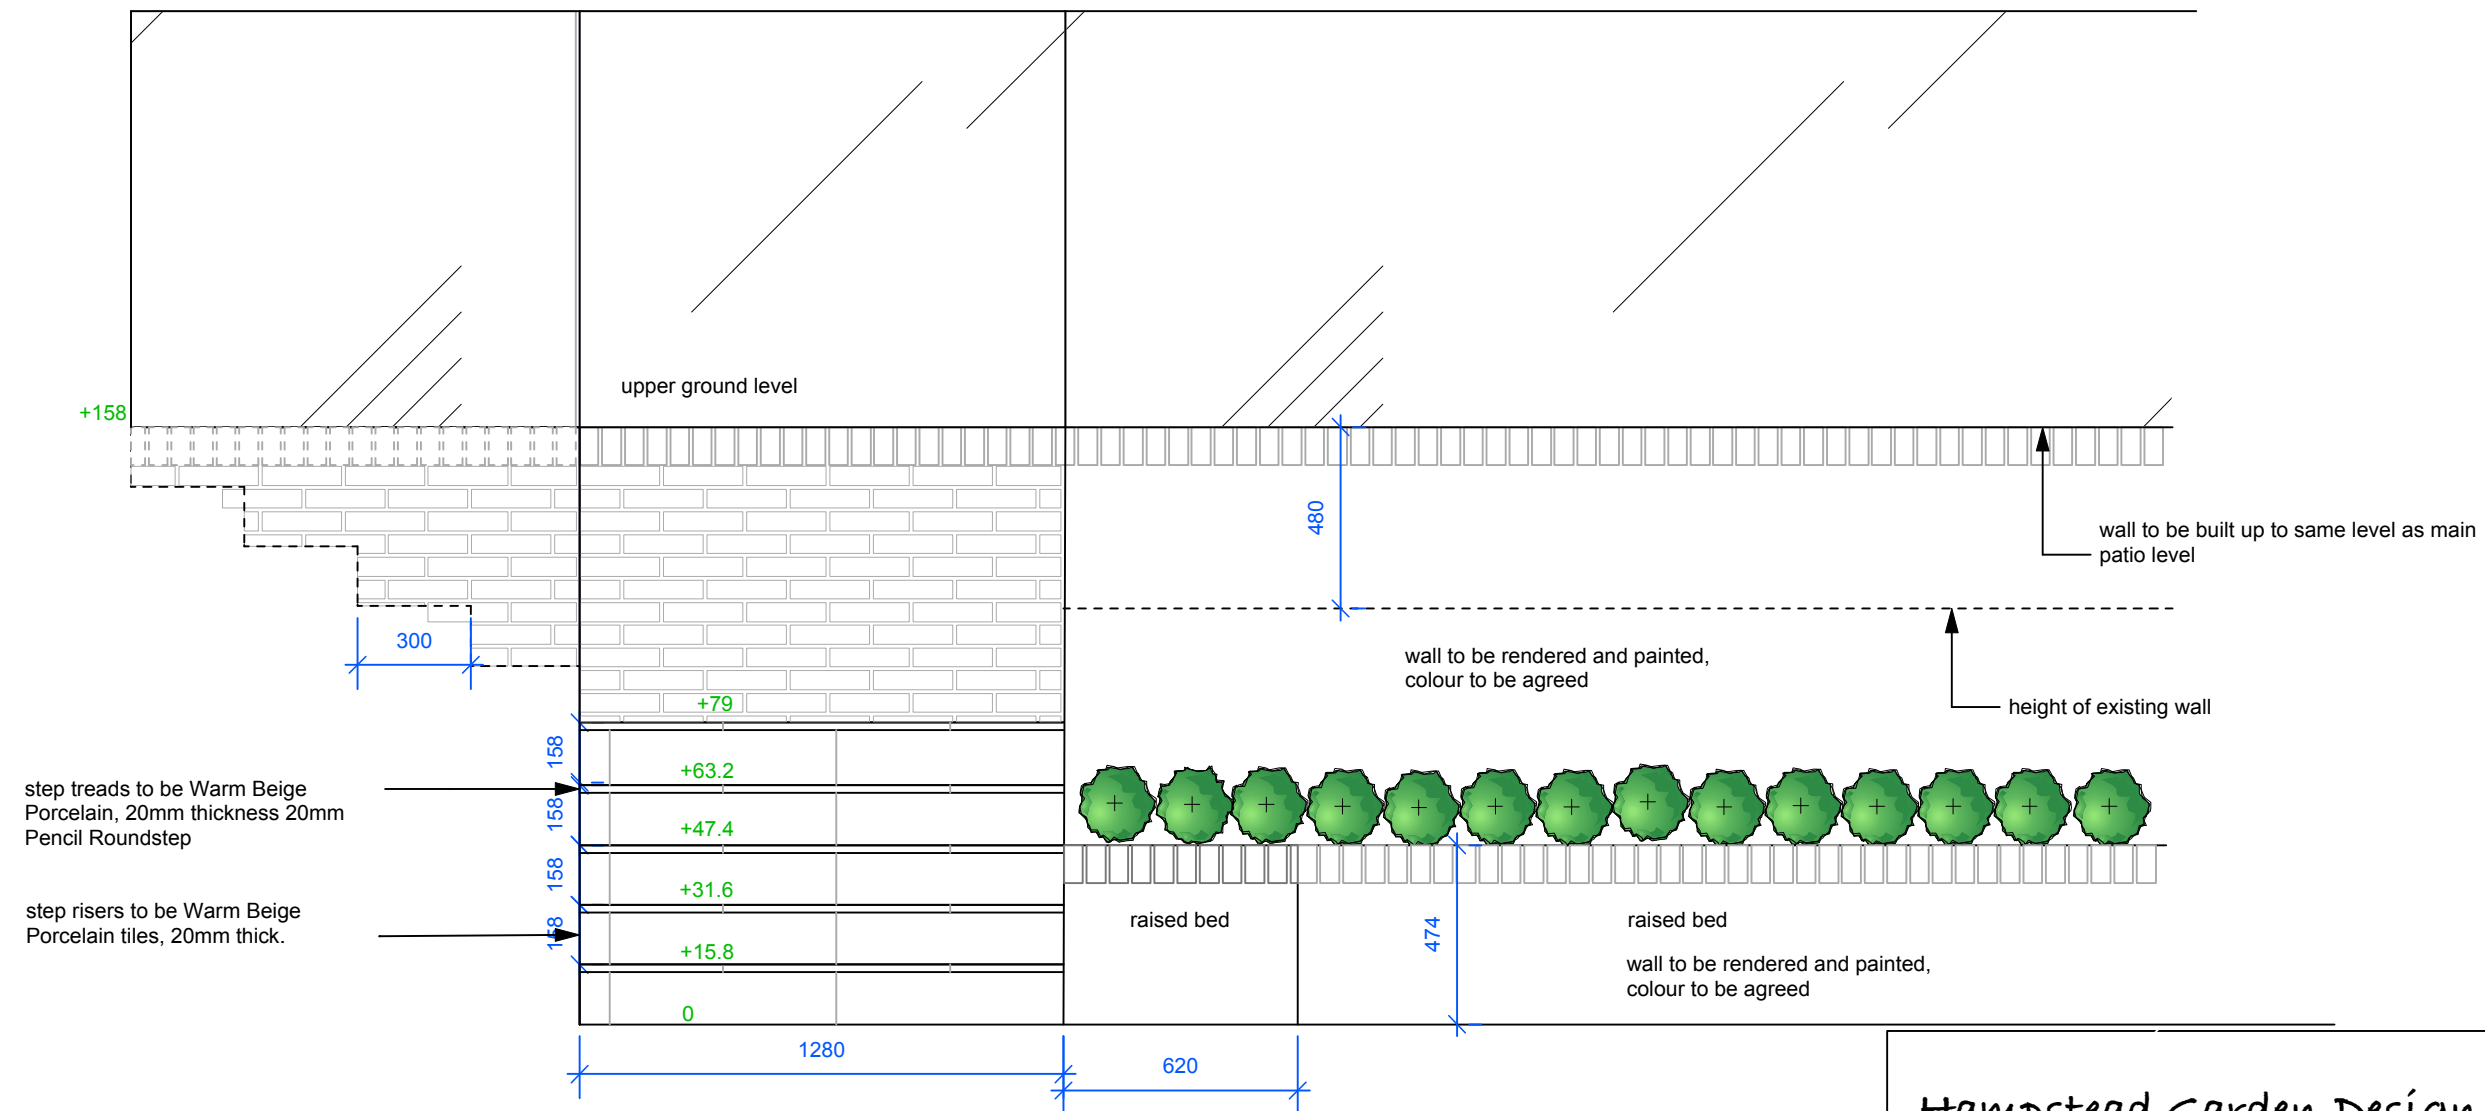 upper ground level
+158
480
wall to be built up to same level as main
patio level
300
wall to be rendered and painted,
colour to be agreed
+79
height of existing wall
158
+63.2
step treads to be Warm Beige
Porcelain, 20mm thickness 20mm
Pencil Roundstep
158
+47.4
158
+31.6
step risers to be Warm Beige
Porcelain tiles, 20mm thick.
158
+15.8
raised bed
474
raised bed
wall to be rendered and painted,
colour to be agreed
0
1280
620
Hampstead Garden Design